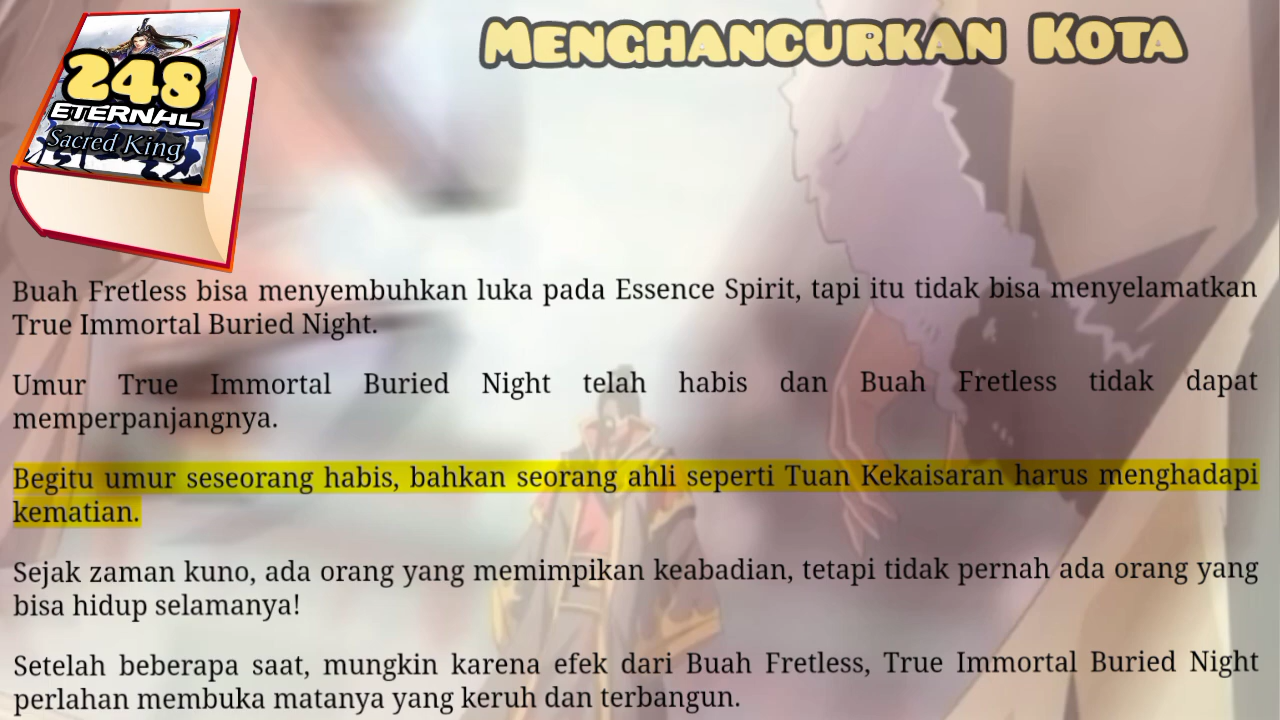 Menghancurkan Kota
248
ETERNAL
Sacred King
Buah Fretless bisa menyembuhkan luka pada Essence Spirit, tapi itu tidak bisa menyelamatkan
True Immortal Buried Night.
Umur True Immortal Buried Night telah habis dan Buah Fretless tidak dapat
memperpanjangnya.
Begitu umur seseorang habis, bahkan seorang ahli seperti Tuan Kekaisaran harus menghadapi
kematian.
Sejak zaman kuno, ada orang yang memimpikan keabadian, tetapi tidak pernah ada orang yang
bisa hidup selamanya!
Setelah beberapa saat, mungkin karena efek dari Buah Fretless, True Immortal Buried Night
perlahan membuka matanya yang keruh dan terbangun.